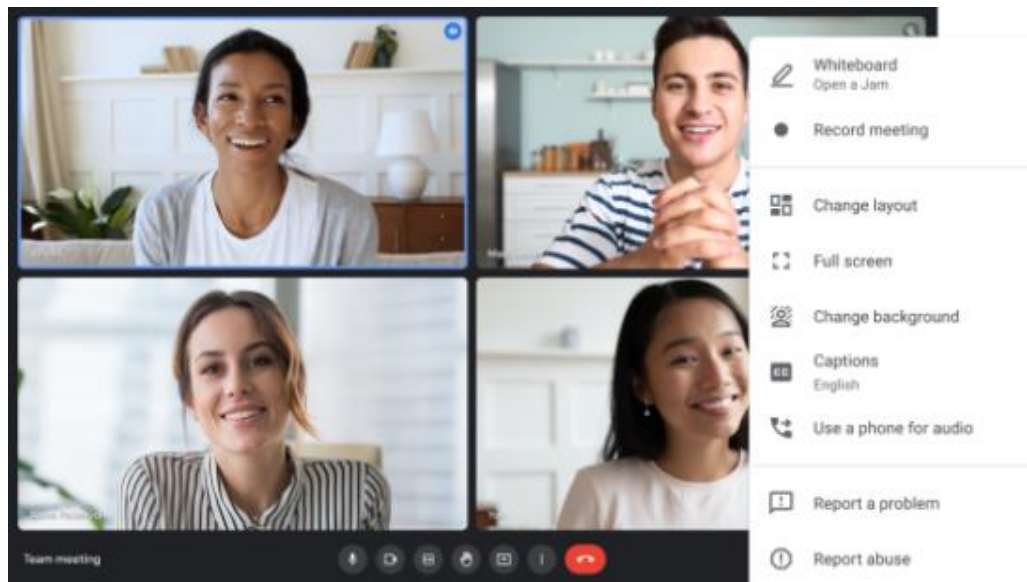 Whiteboard
Open a Jam
Record meeting
Change layout
Full screen
Change background
Captions
CC
English
Use a phone for audio
Report a problem
Report abuse
Team meeting